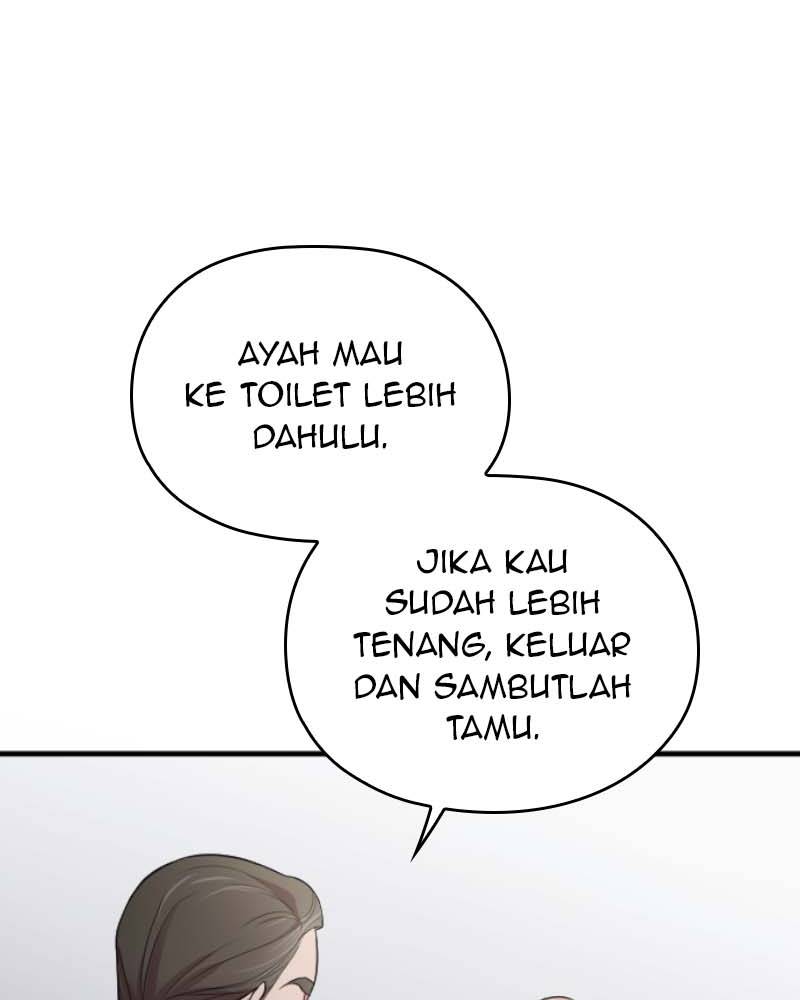 AYAH MAU
KE TOILET LEBIH
DAHULU.
JIKA KAU
SUDAH LEBIH
TENANG, KELUAR
DAN SAMBUTLAH
TAMU.